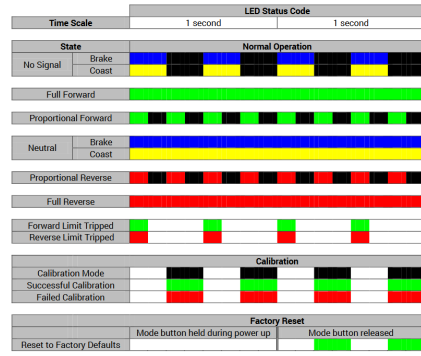 LED Status Code
Time Scale 1 second 1 second
State Normal Operation
No Signal Brake
Coast
Full Forward
Proportional Forward
Neutral Brake
Coast
Proportional Reverse
Full Reverse
Forward Limit Tripped
Reverse Limit Tripped
Calibration
Calibration Mode
Successful Calibration
Failed Calibration
Factory Reset
Mode button held during power up Mode button released
Reset to Factory Defaults